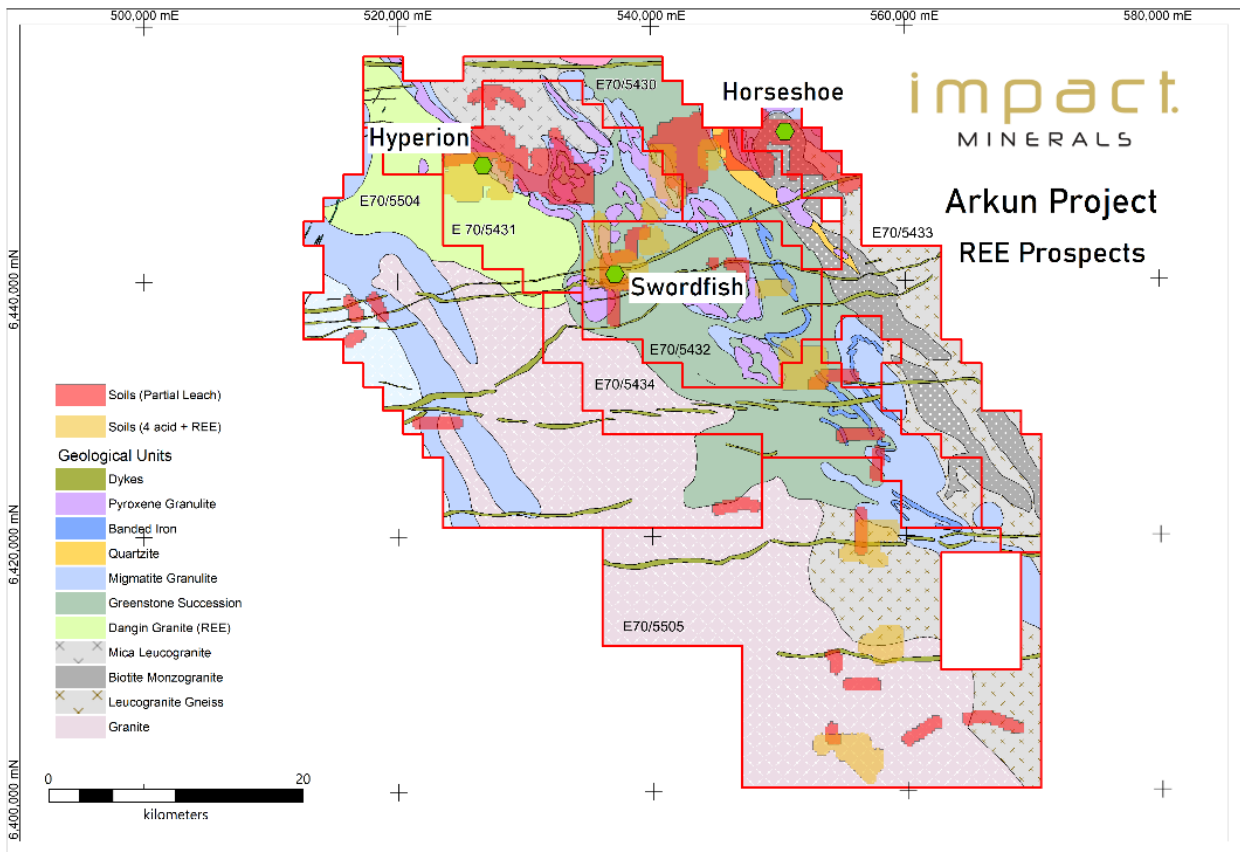 500,000 mE
520,000 mE
540,000 mE
560,000 mE
580,000 mE
impact.
MINERALS
Arkun Project
REE Prospects
Horseshoe
E70/5430
Hyperion
E70/5504
E 70/5431
E70/5433
Swordfish
6,440,000 mN
E70/5432
E70/5434
Soils (Partial Leach)
Soils (4 acid + REE)
Geological Units
Dykes
Pyroxene Granulite
Banded Iron
Quartzite
Migmatite Granulite
Greenstone Succession
Dangin Granite (REE)
Mica Leucogranite
Biotite Monzogranite
Leucogranite Gneiss
Granite
6,420,000 mN
E70/5505
0
20
kilometers
6,400,000 mN